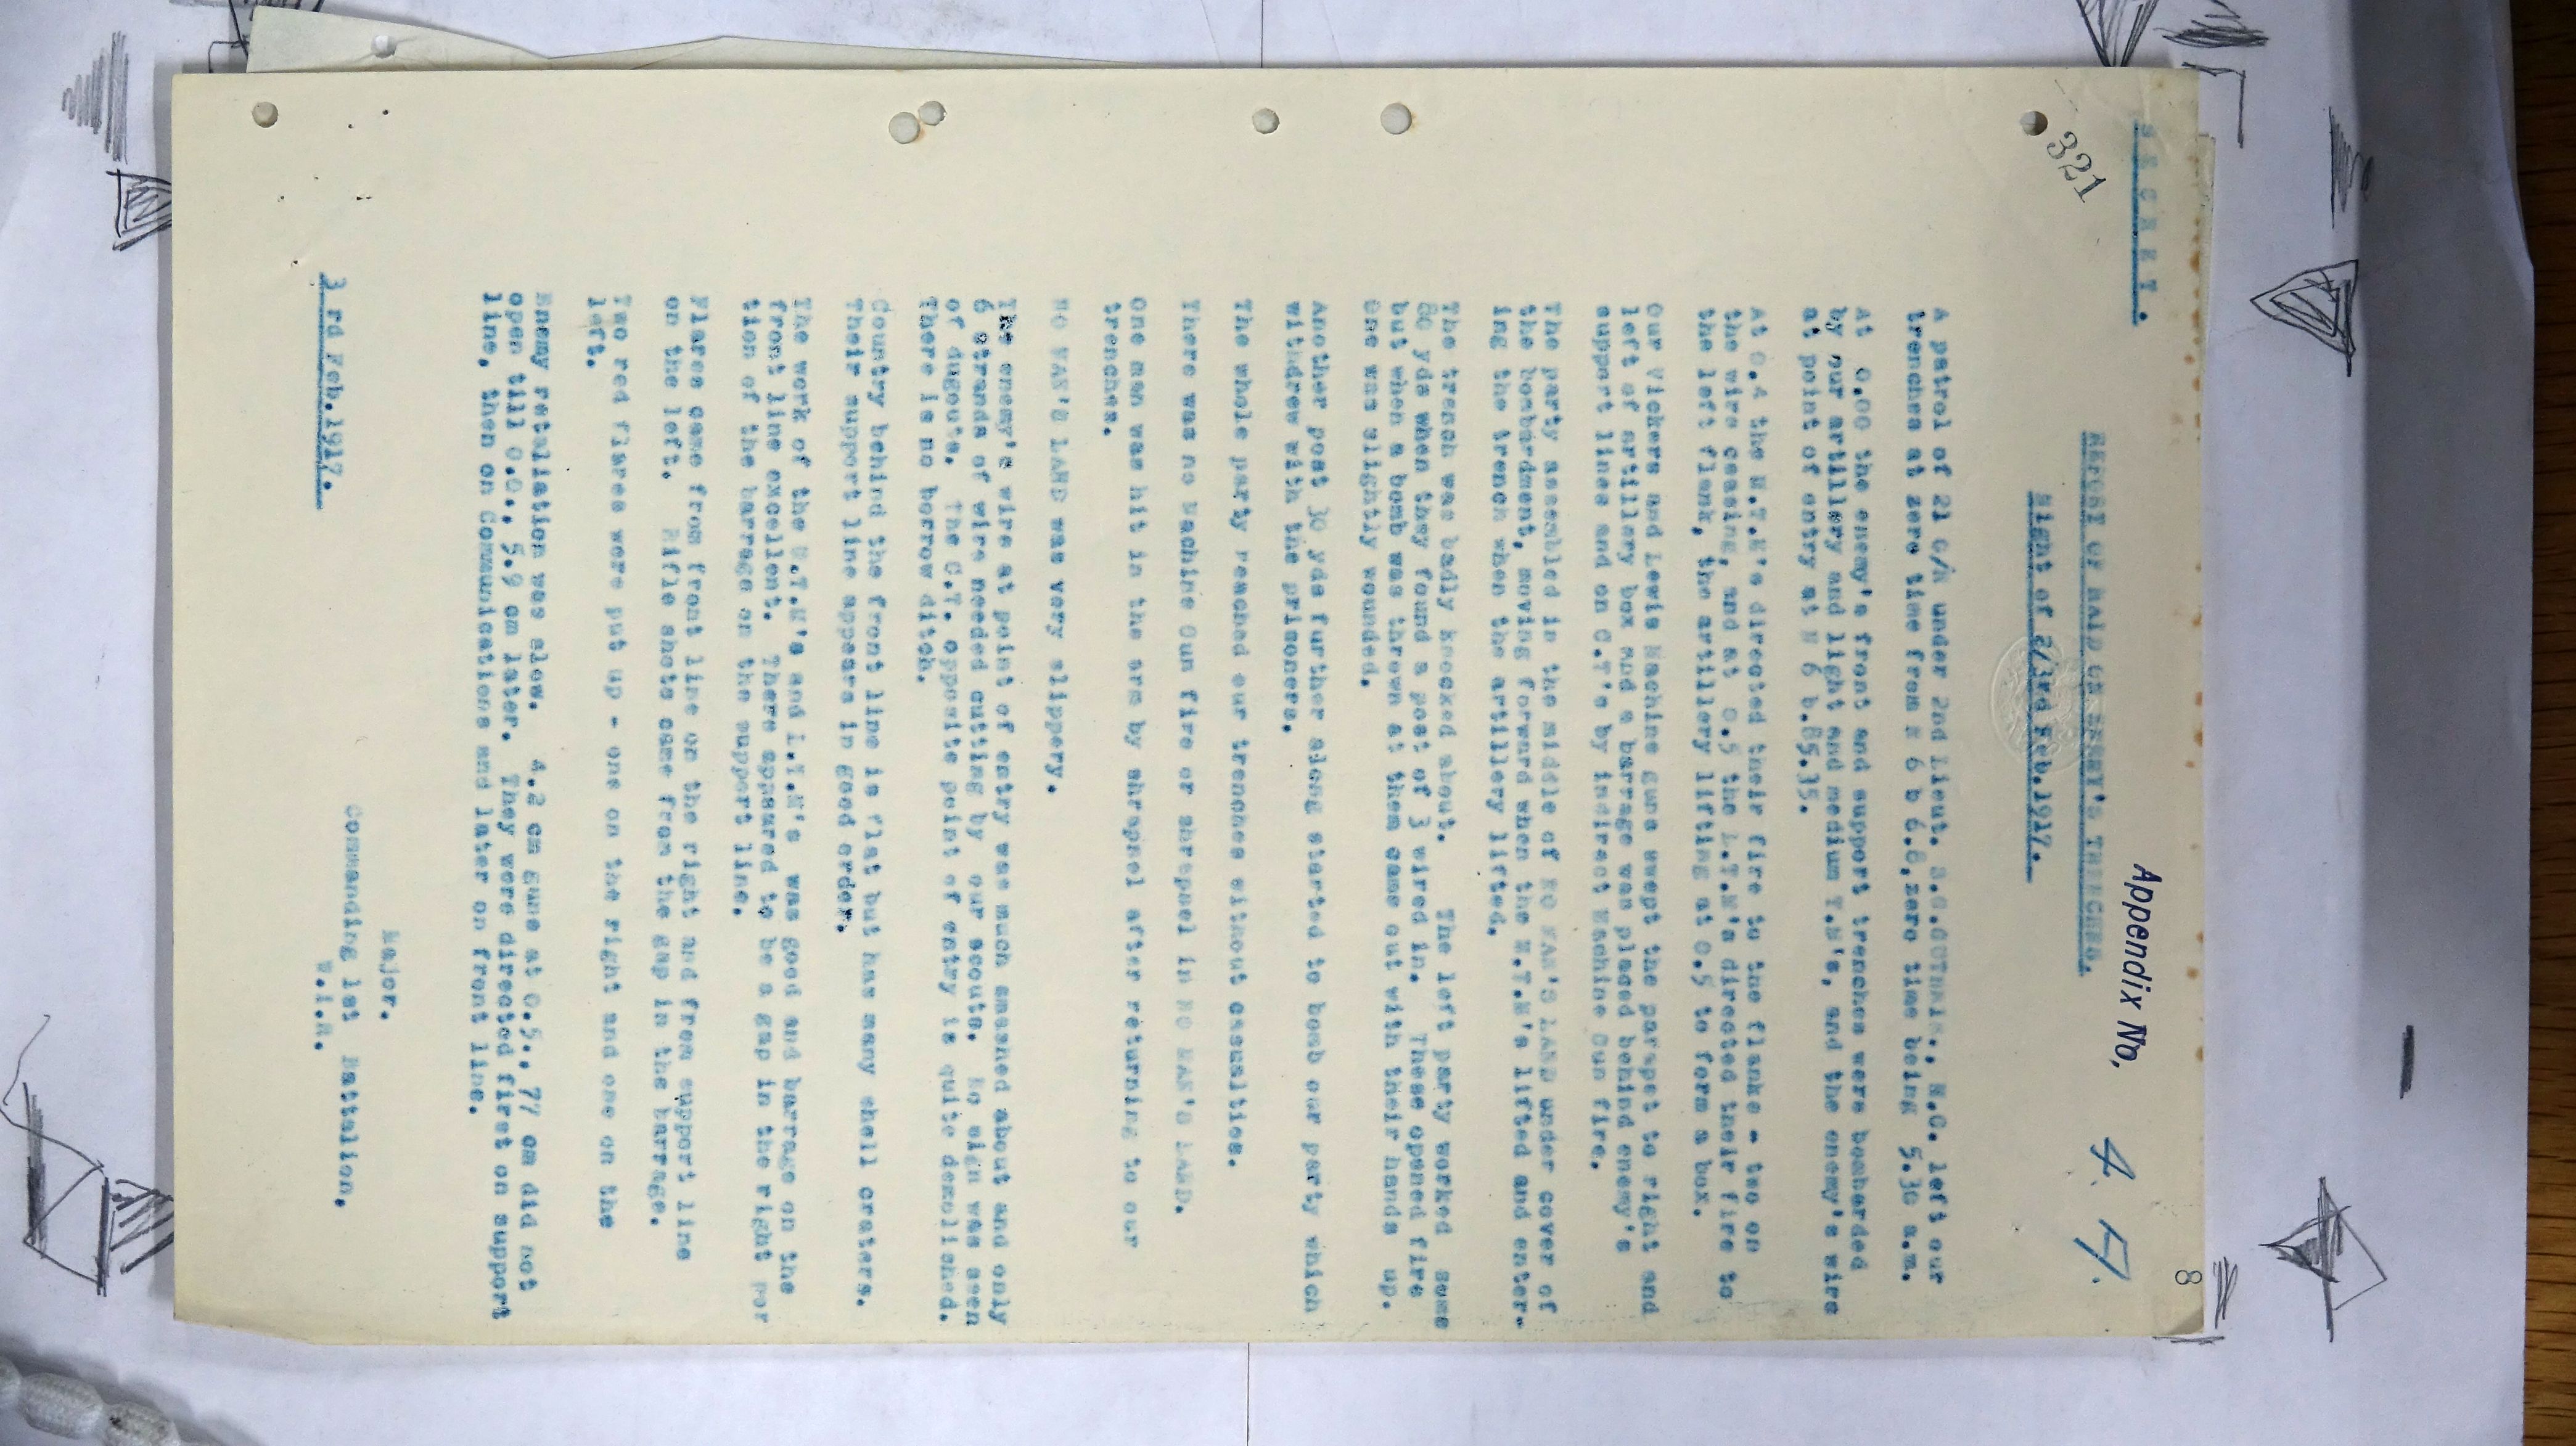 SECRET.
Appendix No, 4. A.
8
321
REPORT OF RAID ON ENEMY'S TRENCHES.
Night of 2/3rd Feb.1917.
A patrol of 21 O/R under 2nd Lieut. S.G. M.C. left our
trenches at zero time from N 6 b 6.8, zero time being 5.30 a.m.
At 0.00 the enemy's front and support trenches were bombarded
by our artillery and light and medium T.M's, and the enemy's wire
at point of entry at N 6 b.85.35.
At 0.4 the M.T.M's directed their fire to the flanks - two on
the wire ceasing, and at 0.5 the L.T.M's directed their fire to
the left flank, the artillery lifting at 0.5 to form a box.
Our Vickers and Lewis Machine guns swept the parapet to right and
left of artillery box and a barrage was placed behind enemy's
support lines and on C.T's by indirect Machine Gun fire.
The party assembled in the middle of NO MAN'S LAND under cover of
the bombardment, moving forward when the M.T.M's lifted and enter-
ing the trench when the artillery lifted.
The trench was badly knocked about. The left party worked some
80 yds when they found a post of 3 wired in. These opened fire
but when a bomb was thrown at them came out with their hands up.
One was slightly wounded.
Another post 30 yds further along started to bomb our party which
withdrew with the prisoners.
The whole party reached our trenches without casualties.
There was no Machine Gun fire or shrapnel in NO MAN'S LAND.
One man was hit in the arm by shrapnel after returning to our
trenches.
NO MAN'S LAND was very slippery.
The enemy's wire at point of entry was much smashed about and only
6 strands of wire needed cutting by our scouts. No sign was seen
of dugouts. The C.T. opposite point of entry is quite demolished.
There is no borrow ditch.
Country behind the front line is flat but has many shell craters.
Their support line appears in good order.
The work of the M.T.M's and L.T.M's was good and barrage on the
front line excellent. There appeared to be a gap in the right por
tion of the barrage on the support line.
Flares came from front line on the right and from support line
on the left. Rifle shots came from the gap in the barrage.
Two red flares were put up - one on the right and one on the
left.
Enemy retaliation was slow. 4.2 cm guns at 0.5., 77 cm did not
open till 0.0., 5.9 cm later. They were directed first on support
line, then on Communications and later on front line.
Major.
Commanding 1st Battalion,
3 rd Feb.1917.